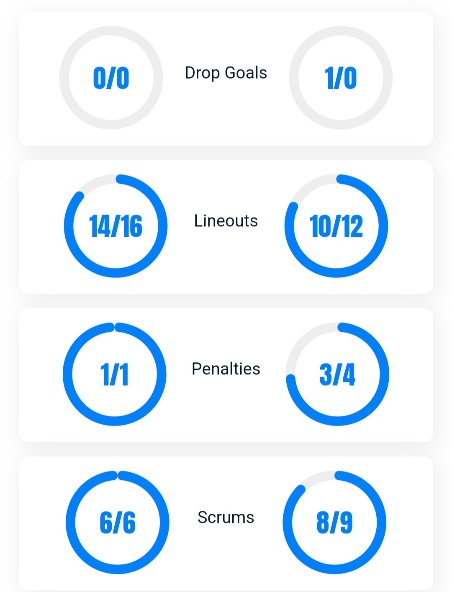 0/0 Drop Goals 1/0
14/16 Lineouts 10/12
1/1 Penalties 3/4
6/6 Scrums 8/9